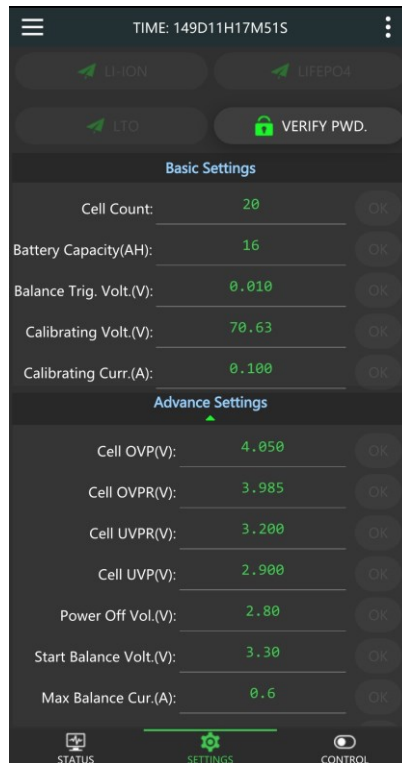 TIME: 149D11H17M51S
LI-ION LIFEPO4
LTO VERIFY PWD.
Basic Settings
Cell Count: 20 OK
Battery Capacity(AH): 16 OK
Balance Trig. Volt.(V): 0.010 OK
Calibrating Volt.(V): 70.63 OK
Calibrating Curr.(A): 0.100 OK
Advance Settings
Cell OVP(V): 4.050 OK
Cell OVPR(V): 3.985 OK
Cell UVPR(V): 3.200 OK
Cell UVP(V): 2.900 OK
Power Off Vol.(V): 2.80 OK
Start Balance Volt.(V): 3.30 OK
Max Balance Cur.(A): 0.6 OK
STATUS SETTINGS CONTROL